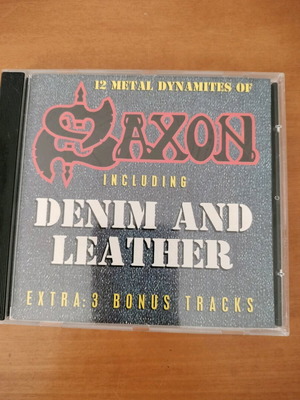 12 METAL DYNAMITES OF
SAXON
INCLUDING
DENIM AND
LEATHER
EXTRA: 3 BONUS TRACKS